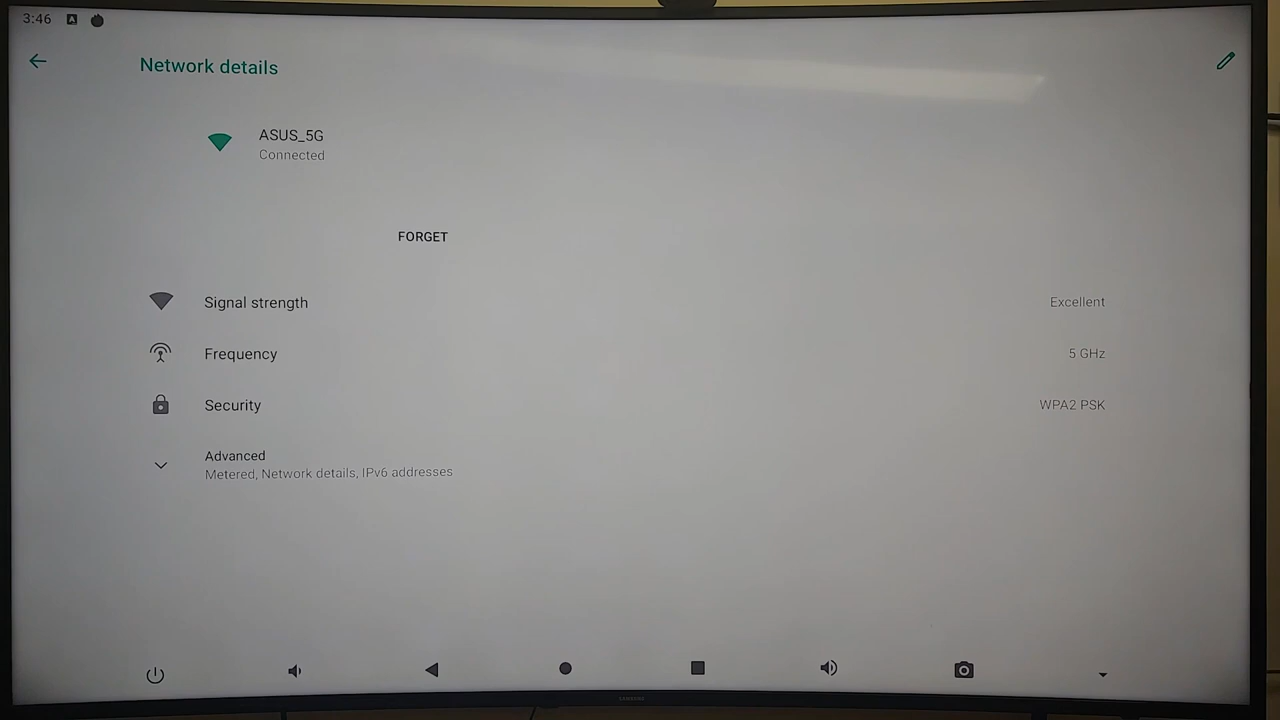 3:46
Network details
ASUS_5G
Connected
FORGET
Signal strength
Excellent
Frequency
5 GHz
Security
WPA2 PSK
Advanced
Metered, Network details, IPv6 addresses
SAMSUNG